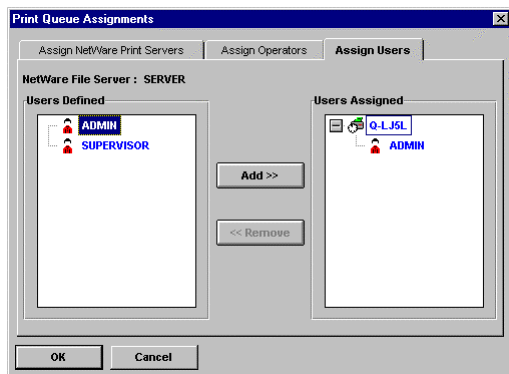 Print Queue Assignments
Assign NetWare Print Servers
Assign Operators
Assign Users
NetWare File Server : SERVER
Users Defined
Users Assigned
ADMIN
SUPERVISOR
Q-LJ5L
ADMIN
Add >>
<< Remove
OK
Cancel